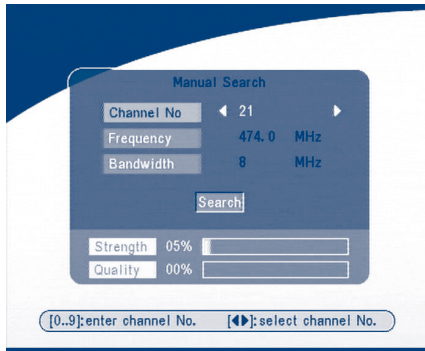 Manual Search
Channel No 21
Frequency 474.0 MHz
Bandwidth 8 MHz
Search
Strength 05%
Quality 00%
[0..9]:enter channel No. [◀▶]:select channel No.